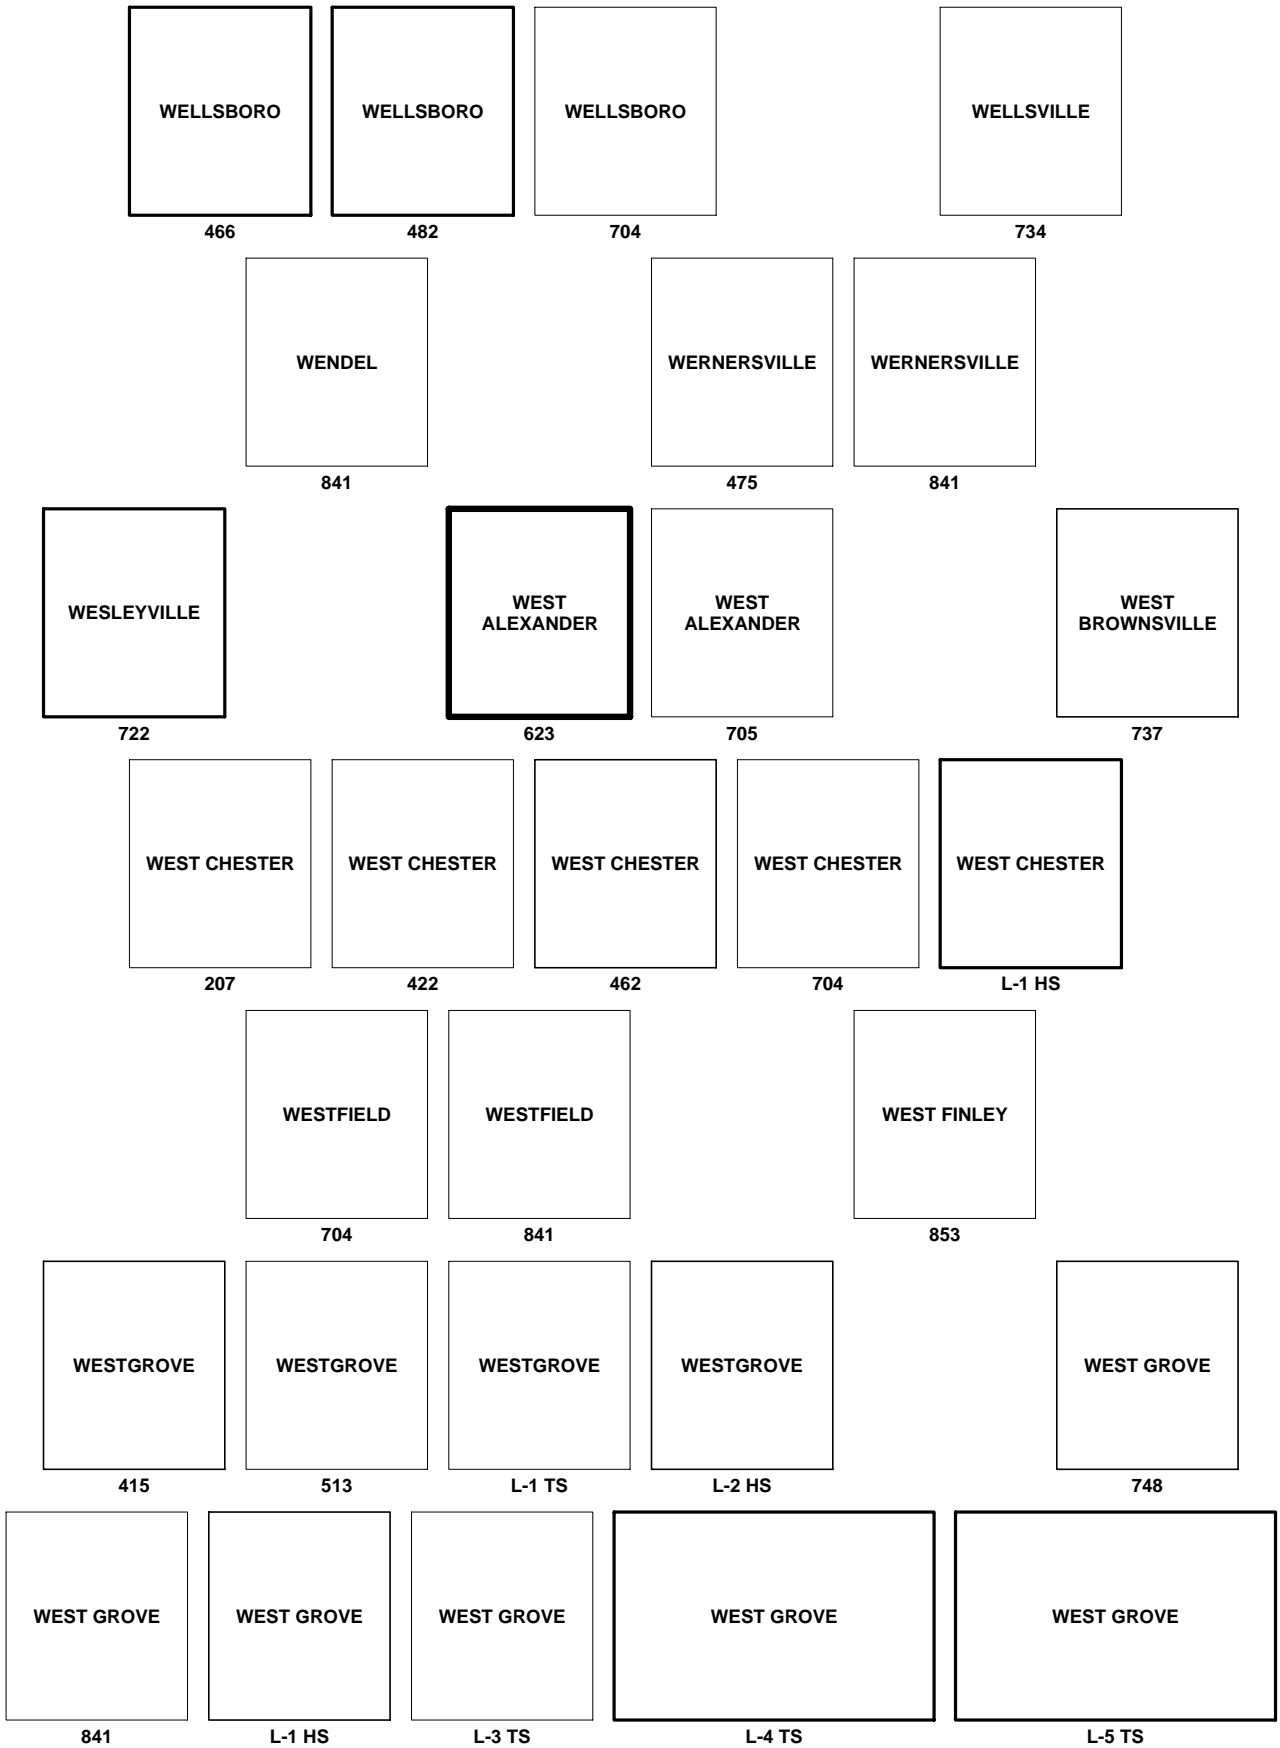 WELLSBORO WELLSBORO WELLSBORO WELLSVILLE
466 482 704 734
WENDEL WERNERSVILLE WERNERSVILLE
841 475 841
WESLEYVILLE WEST ALEXANDER WEST ALEXANDER WEST BROWNSVILLE
722 623 705 737
WEST CHESTER WEST CHESTER WEST CHESTER WEST CHESTER WEST CHESTER
207 422 462 704 L-1 HS
WESTFIELD WESTFIELD WEST FINLEY
704 841 853
WESTGROVE WESTGROVE WESTGROVE WESTGROVE WEST GROVE
415 513 L-1 TS L-2 HS 748
WEST GROVE WEST GROVE WEST GROVE WEST GROVE WEST GROVE
841 L-1 HS L-3 TS L-4 TS L-5 TS